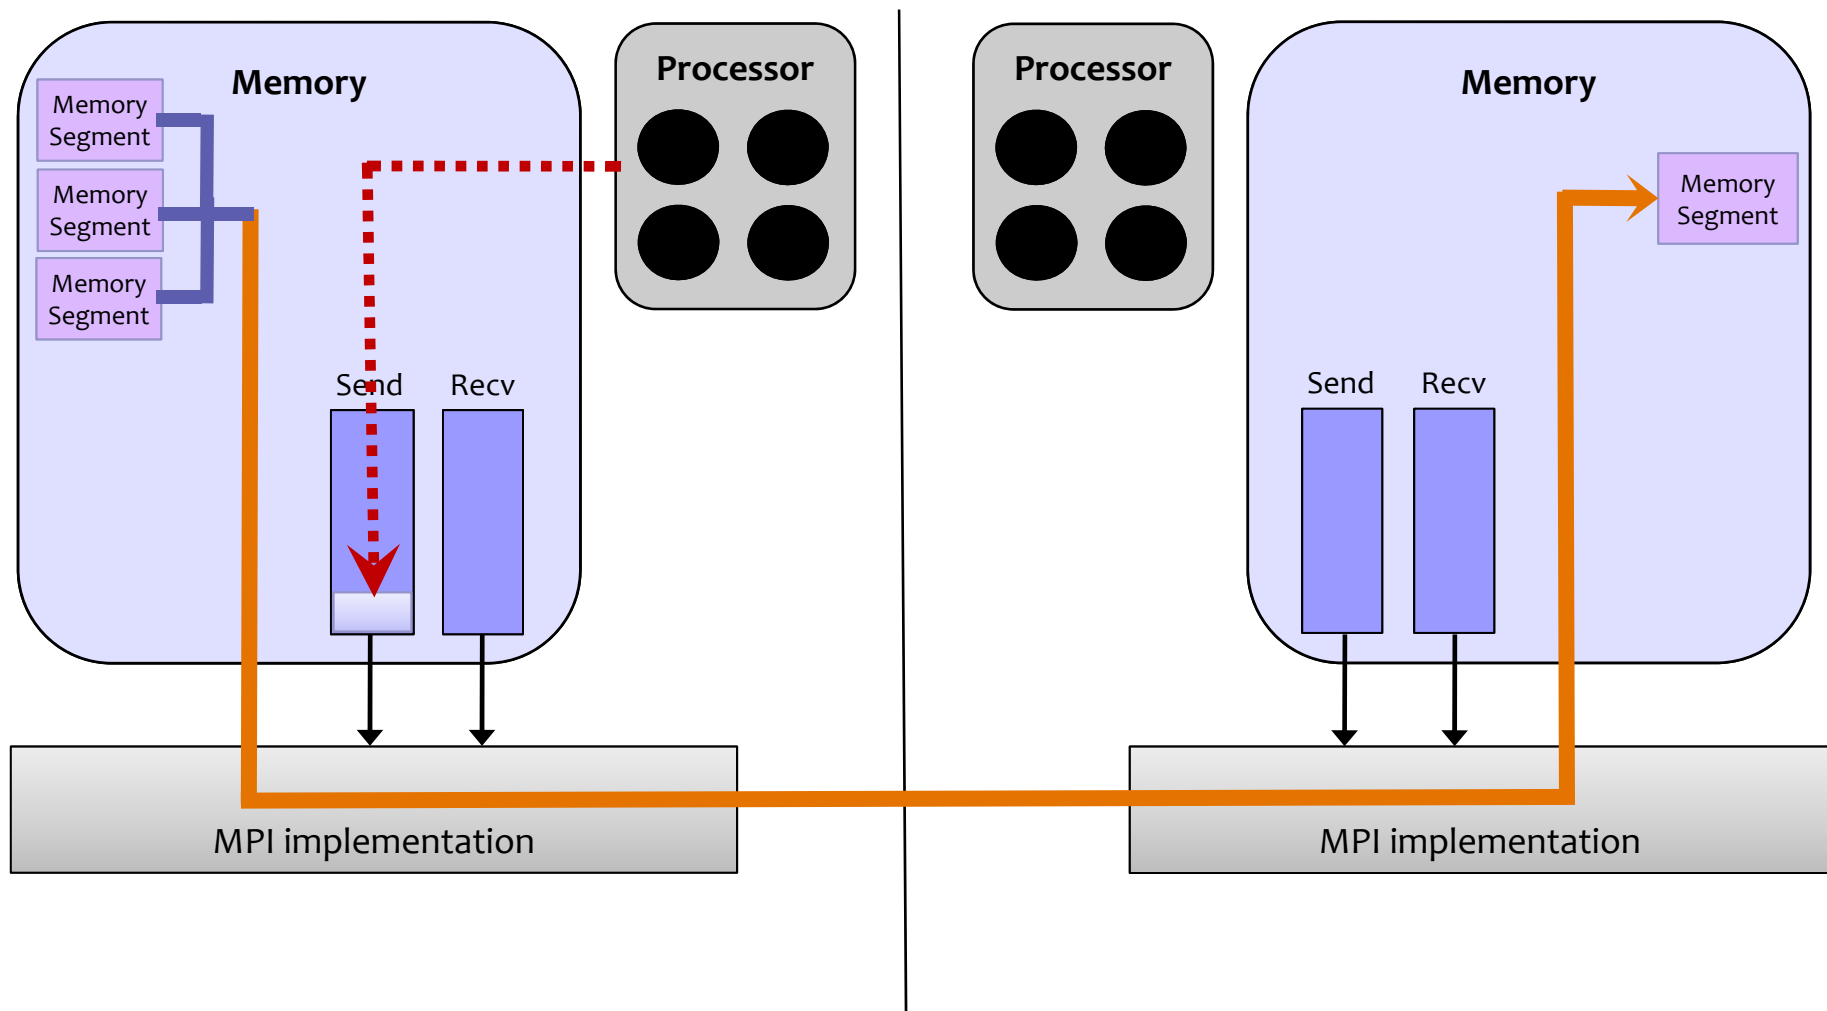 Memory
Memory
Segment
Memory
Segment
Memory
Segment
Processor
Send
Recv
MPI implementation
Processor
Memory
Memory
Segment
Send
Recv
MPI implementation